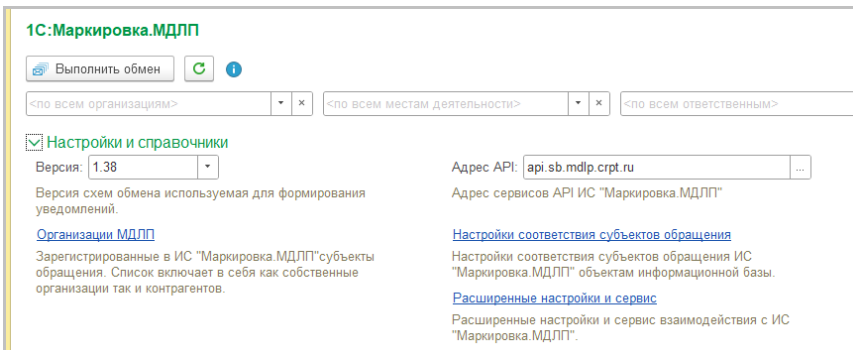 1С:Маркировка.МДЛП
Выполнить обмен
<по всем организациям>
<по всем местам деятельности>
<по всем ответственным>
Настройки и справочники
Версия: 1.38
Адрес API: api.sb.mdlp.crpt.ru ...
Версия схем обмена используемая для формирования
уведомлений.
Адрес сервисов API ИС "Маркировка.МДЛП"
Организации МДЛП
Зарегистрированные в ИС "Маркировка.МДЛП"субъекты
обращения. Список включает в себя как собственные
организации так и контрагентов.
Настройки соответствия субъектов обращения
Настройки соответствия субъектов обращения ИС
"Маркировка.МДЛП" объектам информационной базы.
Расширенные настройки и сервис
Расширенные настройки и сервис взаимодействия с ИС
"Маркировка.МДЛП".